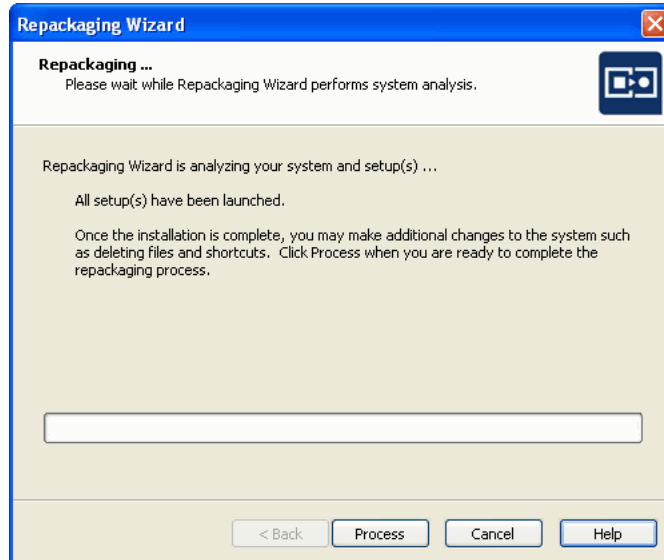 Repackaging Wizard
Repackaging ...
Please wait while Repackaging Wizard performs system analysis.
Repackaging Wizard is analyzing your system and setup(s) ...
All setup(s) have been launched.
Once the installation is complete, you may make additional changes to the system such
as deleting files and shortcuts.  Click Process when you are ready to complete the
repackaging process.
< Back
Process
Cancel
Help